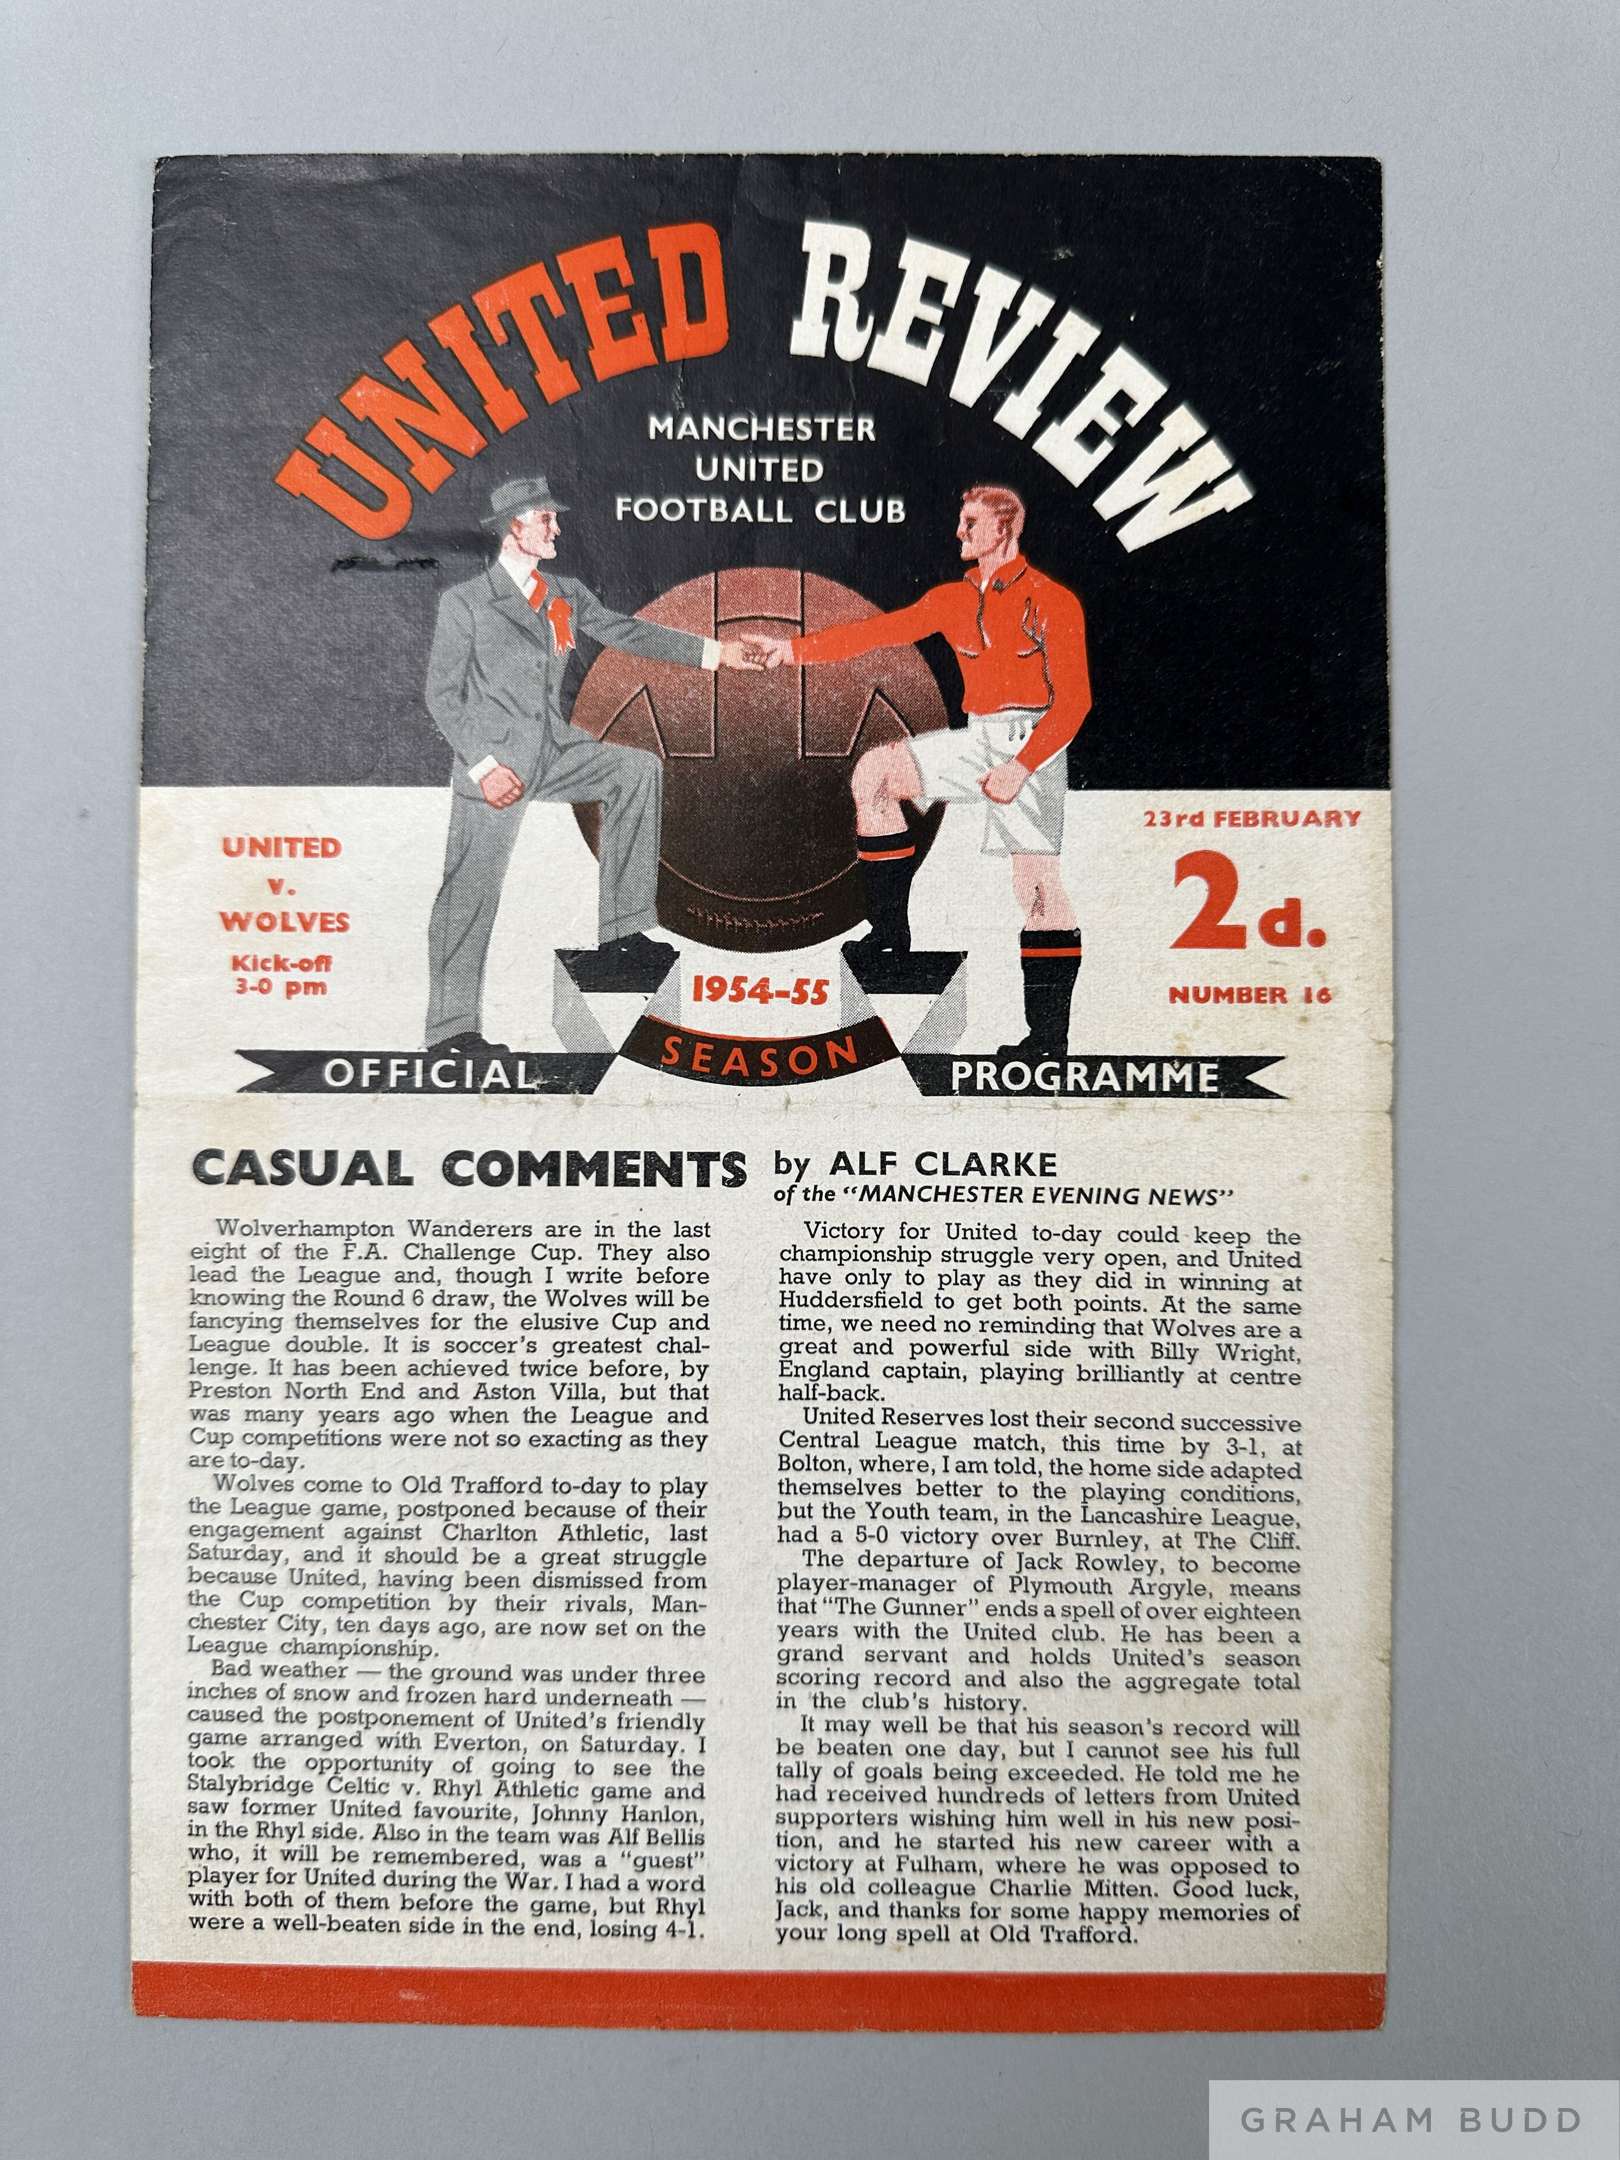 UNITED REVIEW
MANCHESTER
UNITED
FOOTBALL CLUB
UNITED
v.
WOLVES
Kick-off
3-0 pm
23rd FEBRUARY
2d.
NUMBER 16
1954-55
SEASON
OFFICIAL
PROGRAMME
CASUAL COMMENTS by ALF CLARKE
of the “MANCHESTER EVENING NEWS”
Wolverhampton Wanderers are in the last
eight of the F.A. Challenge Cup. They also
lead the League and, though I write before
knowing the Round 6 draw, the Wolves will be
fancying themselves for the elusive Cup and
League double. It is soccer's greatest chal-
lenge. It has been achieved twice before, by
Preston North End and Aston Villa, but that
was many years ago when the League and
Cup competitions were not so exacting as they
are to-day.
Wolves come to Old Trafford to-day to play
the League game, postponed because of their
engagement against Charlton Athletic, last
Saturday, and it should be a great struggle
because United, having been dismissed from
the Cup competition by their rivals, Man-
chester City, ten days ago, are now set on the
League championship.
Bad weather — the ground was under three
inches of snow and frozen hard underneath —
caused the postponement of United's friendly
game arranged with Everton, on Saturday. I
took the opportunity of going to see the
Stalybridge Celtic v. Rhyl Athletic game and
saw former United favourite, Johnny Hanlon,
in the Rhyl side. Also in the team was Alf Bellis
who, it will be remembered, was a “guest”
player for United during the War. I had a word
with both of them before the game, but Rhyl
were a well-beaten side in the end, losing 4-1.
Victory for United to-day could keep the
championship struggle very open, and United
have only to play as they did in winning at
Huddersfield to get both points. At the same
time, we need no reminding that Wolves are a
great and powerful side with Billy Wright,
England captain, playing brilliantly at centre
half-back.
United Reserves lost their second successive
Central League match, this time by 3-1, at
Bolton, where, I am told, the home side adapted
themselves better to the playing conditions,
but the Youth team, in the Lancashire League,
had a 5-0 victory over Burnley, at The Cliff.
The departure of Jack Rowley, to become
player-manager of Plymouth Argyle, means
that “The Gunner” ends a spell of over eighteen
years with the United club. He has been a
grand servant and holds United's season
scoring record and also the aggregate total
in the club's history.
It may well be that his season's record will
be beaten one day, but I cannot see his full
tally of goals being exceeded. He told me he
had received hundreds of letters from United
supporters wishing him well in his new posi-
tion, and he started his new career with a
victory at Fulham, where he was opposed to
his old colleague Charlie Mitten. Good luck,
Jack, and thanks for some happy memories of
your long spell at Old Trafford.
GRAHAM BUDD